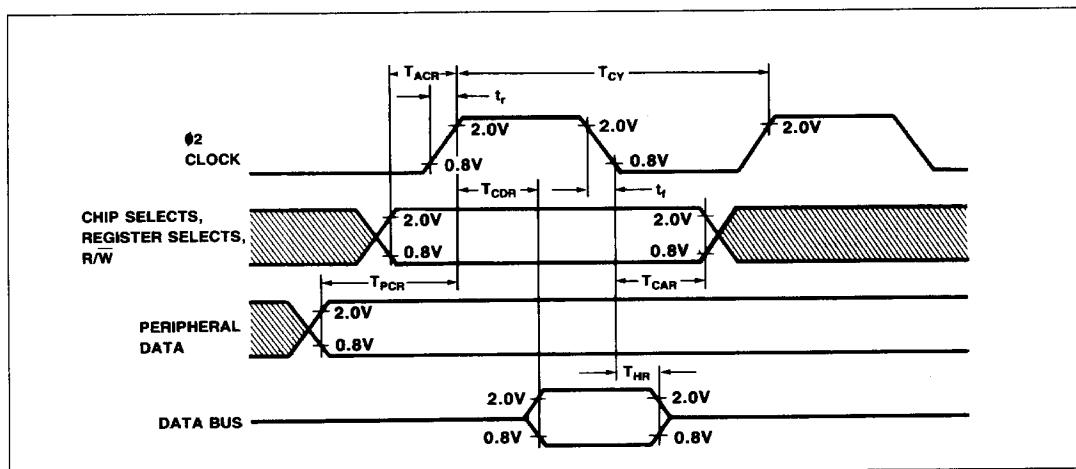 T_ACR
T_CY
t_r
ϕ2
CLOCK
2.0V
2.0V
2.0V
0.8V
0.8V
T_CDR
t_f
CHIP SELECTS,
REGISTER SELECTS,
R/W̅
2.0V
2.0V
0.8V
0.8V
T_PCR
T_CAR
PERIPHERAL
DATA
2.0V
0.8V
T_HR
DATA BUS
2.0V
2.0V
0.8V
0.8V